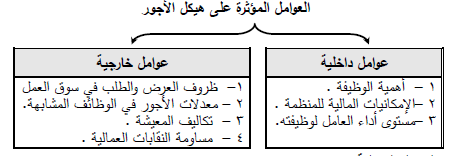 العوامل المؤثرة على هيكل الأجور
عوامل داخلية
١- أهمية الوظيفة .
٢ -الإمكانيات المالية للمنظمة .
٣ -مستوى أداء العامل لوظيفته.
عوامل خارجية
١- ظروف العرض والطلب في سوق العمل
٢ - معدلات الأجور في الوظائف المشابهة.
٣ - تكاليف المعيشة .
٤ - مساومة النقابات العمالية .